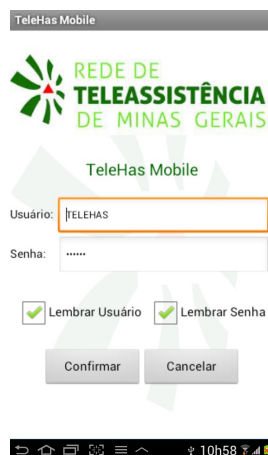 TeleHas Mobile
REDE DE
TELEASSISTÊNCIA
DE MINAS GERAIS
TeleHas Mobile
Usuário: TELEHAS
Senha: ••••••
Lembrar Usuário Lembrar Senha
Confirmar Cancelar
10h58